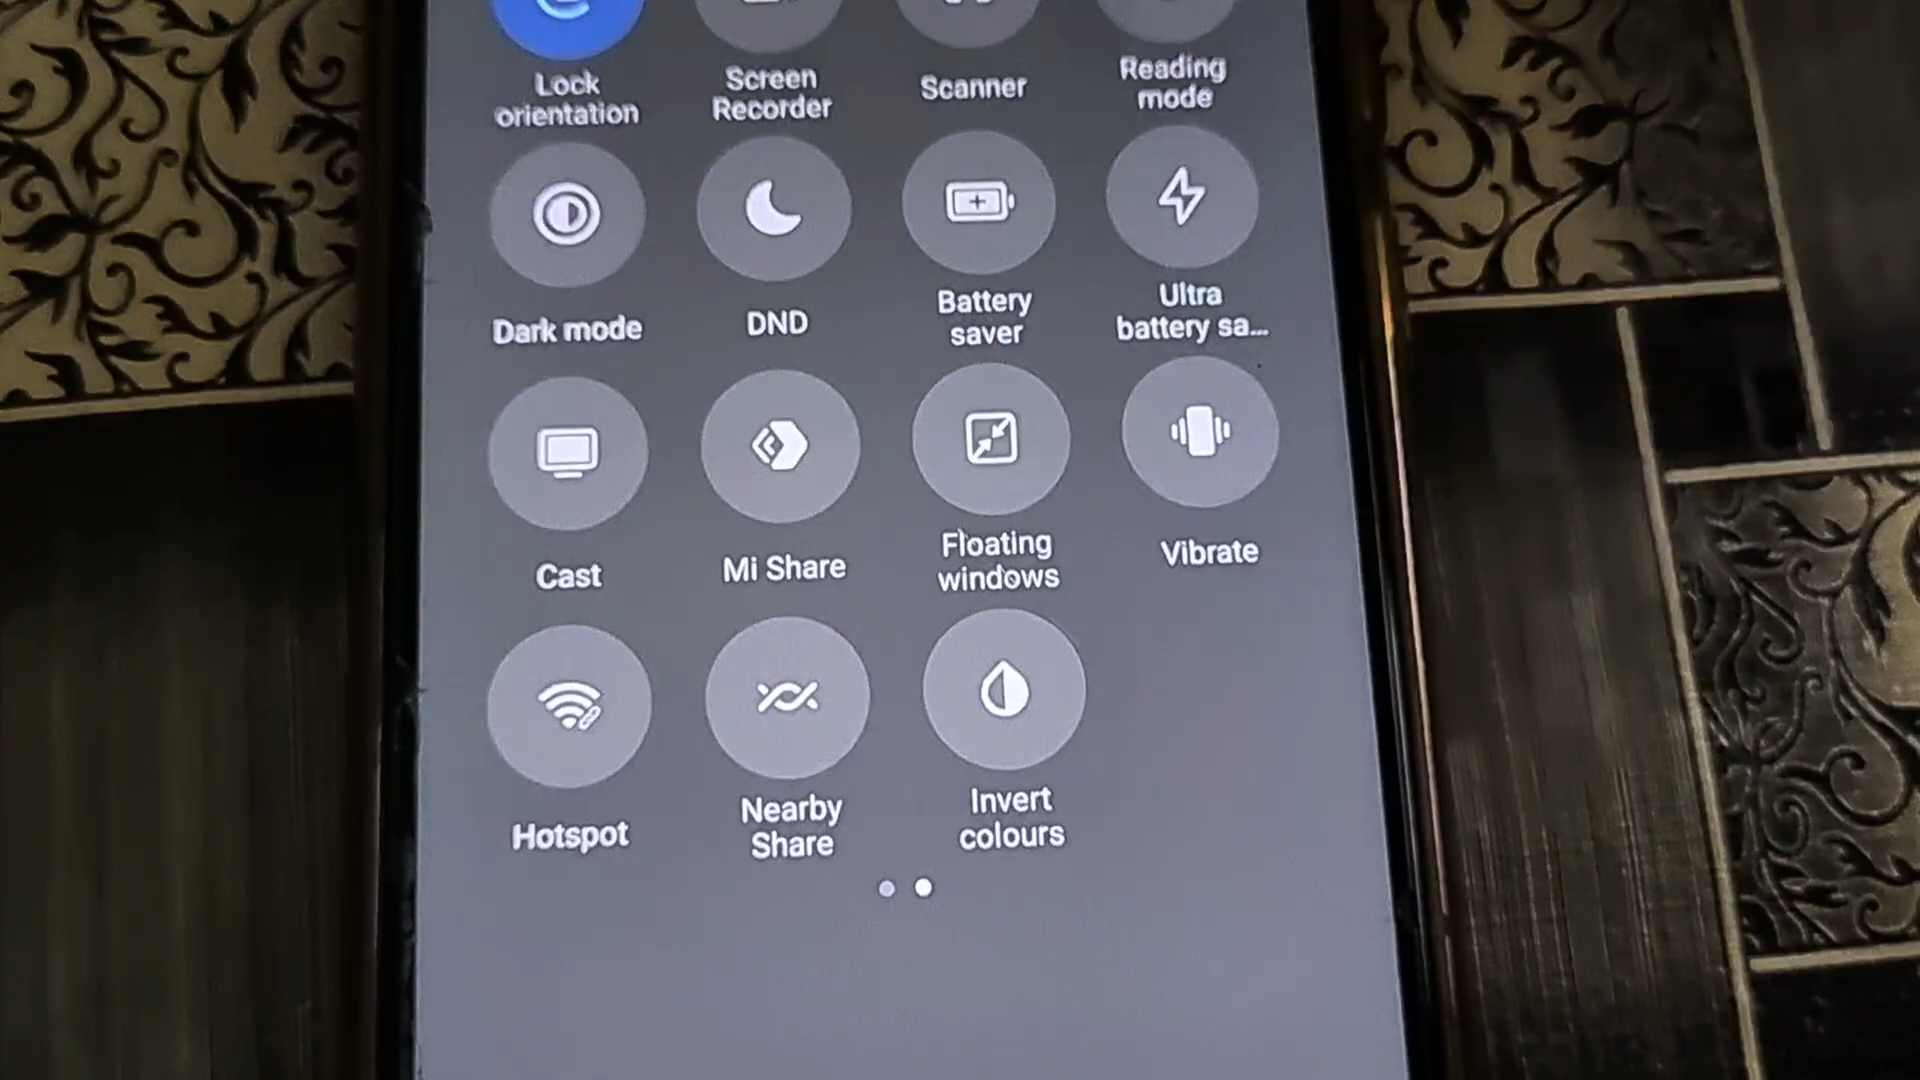 Lock
orientation
Screen
Recorder
Scanner
Reading
mode
Dark mode
DND
Battery
saver
Ultra
battery sa...
Cast
Mi Share
Floating
windows
Vibrate
Hotspot
Nearby
Share
Invert
colours